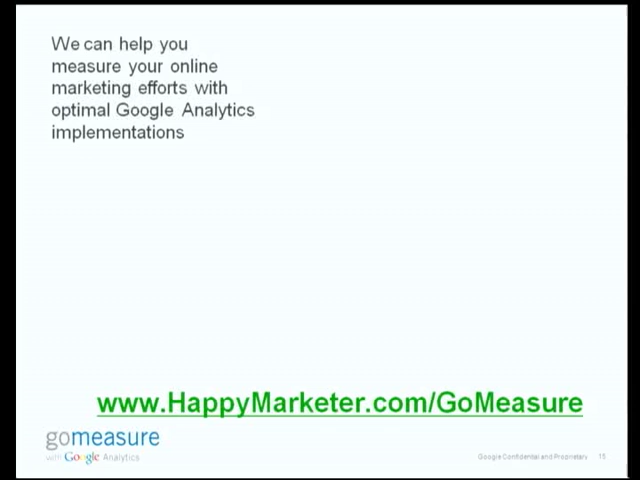 We can help you
measure your online
marketing efforts with
optimal Google Analytics
implementations
www.HappyMarketer.com/GoMeasure
gomeasure
with Google Analytics
Google Confidential and Proprietary 15